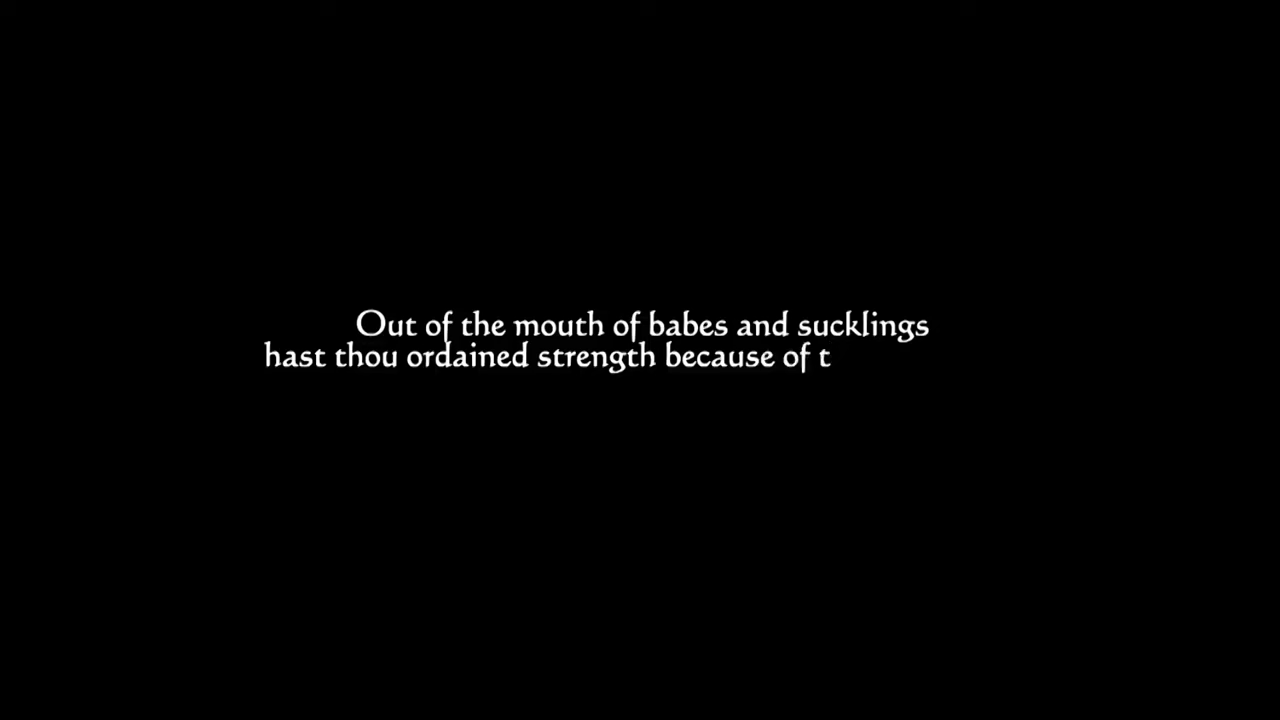 Out of the mouth of babes and sucklings
hast thou ordained strength because of t